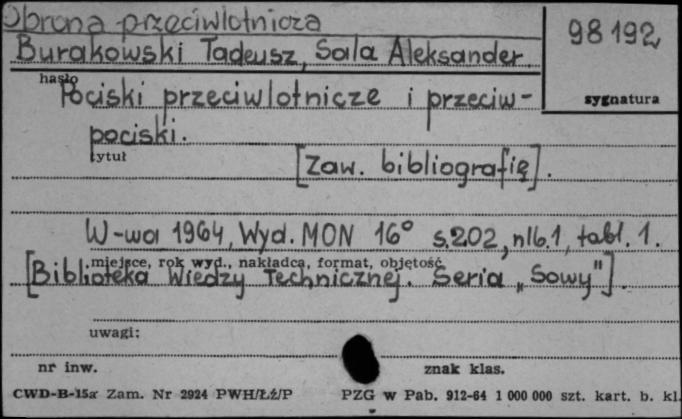 Obrona przeciwlotnicza
98192
Burakowski Tadeusz, Sala Aleksander.
hasło
sygnatura
Pociski przeciwlotnicze i przeciw-
pociski.
tytuł
[Zaw. bibliografię].
W-wa 1964, Wyd. MON 16° s.202, nlb.1, tabl. 1.
miejsce, rok wyd., nakładca, format, objętość
[Biblioteka Wiedzy Technicznej. Seria „Sowy"].
uwagi:
nr inw.
znak klas.
CWD-B-15a Zam. Nr 2924 PWH/Łź/P PZG w Pab. 912-64 1 000 000 szt. kart. b. kl.